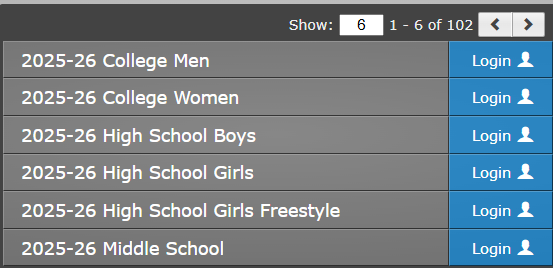 Show: 6 1 - 6 of 102
2025-26 College Men Login
2025-26 College Women Login
2025-26 High School Boys Login
2025-26 High School Girls Login
2025-26 High School Girls Freestyle Login
2025-26 Middle School Login